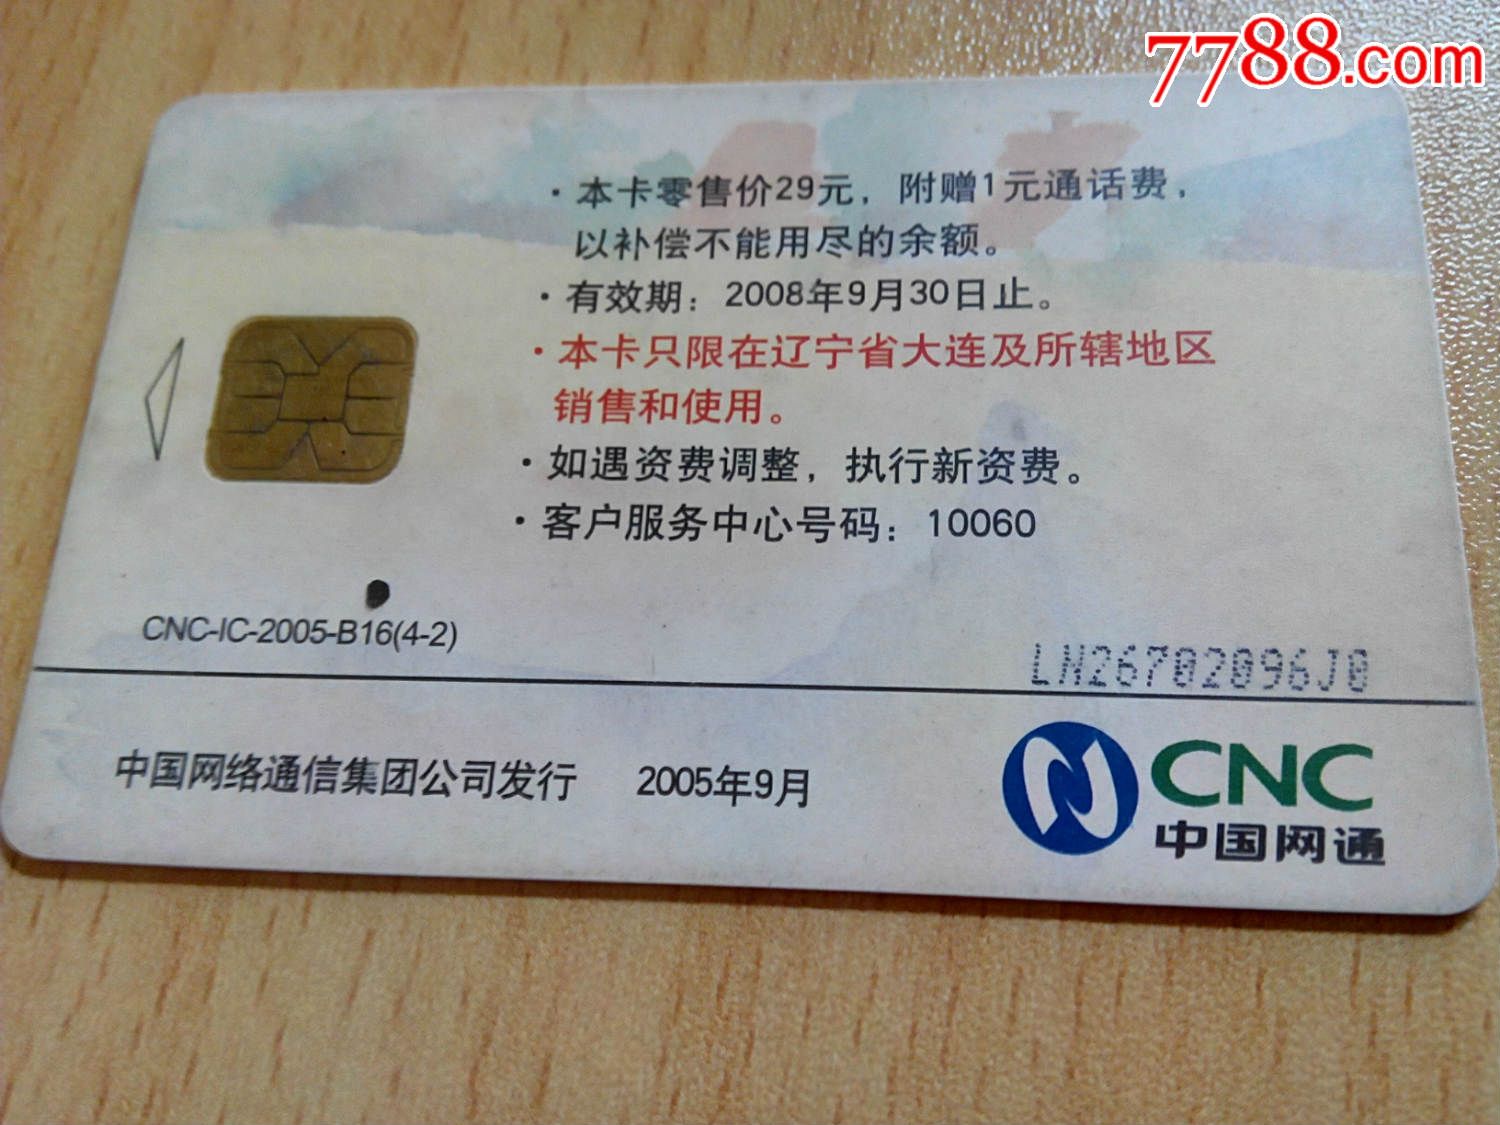 7788.com
·本卡零售价29元，附赠1元通话费，
以补偿不能用尽的余额。
·有效期：2008年9月30日止。
·本卡只限在辽宁省大连及所辖地区
销售和使用。
·如遇资费调整，执行新资费。
·客户服务中心号码：10060
CNC-IC-2005-B16(4-2)
LN26702096J0
中国网络通信集团公司发行 2005年9月
CNC
中国网通